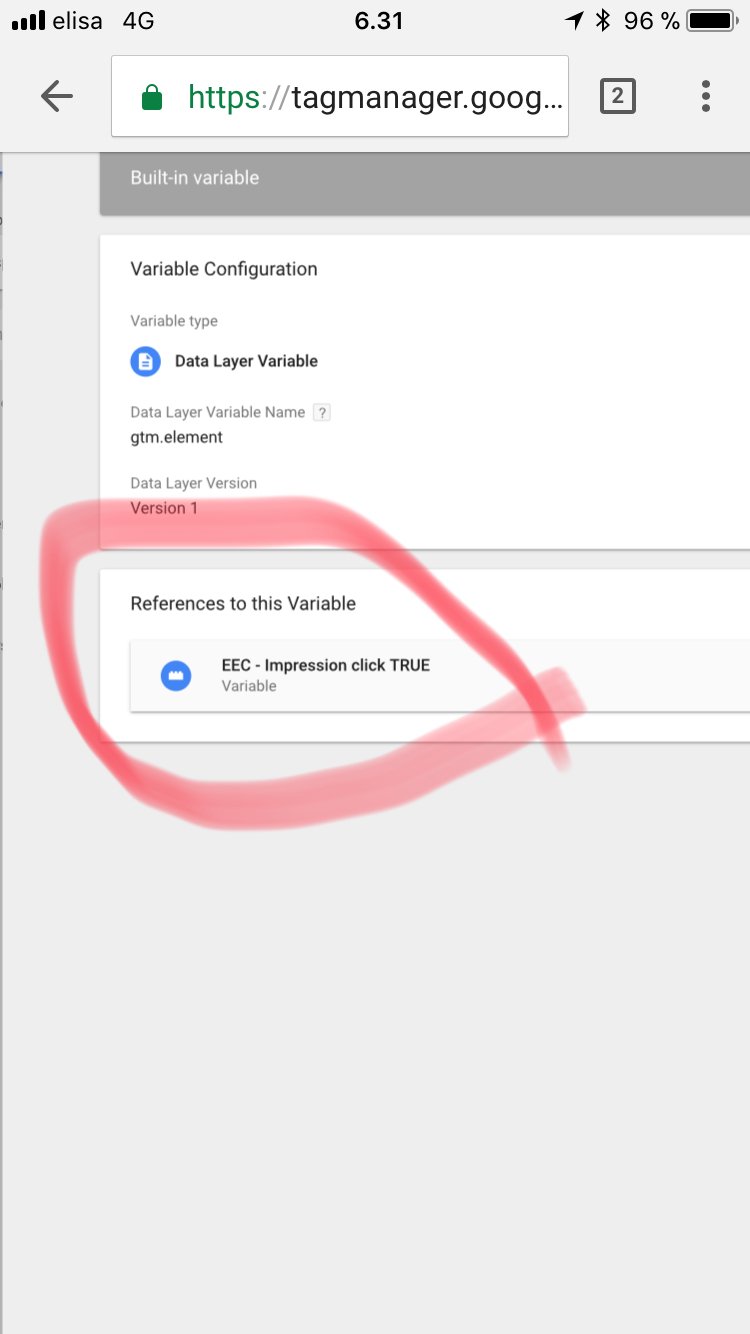 elisa 4G 6.31 96 %
https://tagmanager.goog... 2
Built-in variable
Variable Configuration
Variable type
Data Layer Variable
Data Layer Variable Name ?
gtm.element
Data Layer Version
Version 1
References to this Variable
EEC - Impression click TRUE
Variable